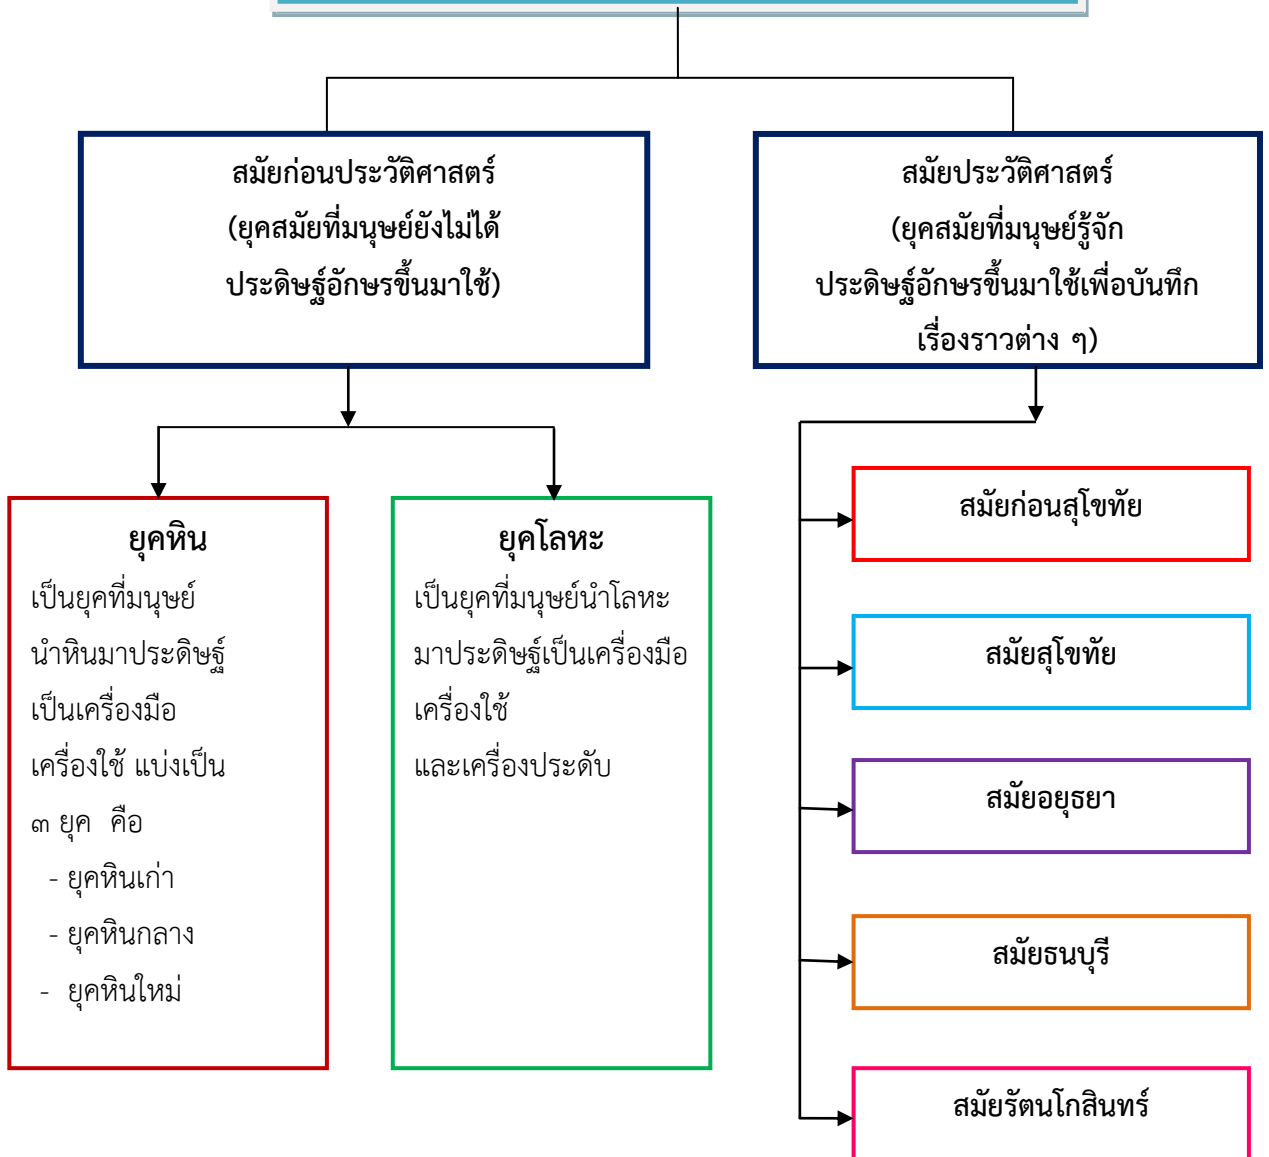 สมัยก่อนประวัติศาสตร์
(ยุคสมัยที่มนุษย์ยังไม่ได้
ประดิษฐ์อักษรขึ้นมาใช้)
สมัยประวัติศาสตร์
(ยุคสมัยที่มนุษย์รู้จัก
ประดิษฐ์อักษรขึ้นมาใช้เพื่อบันทึก
เรื่องราวต่าง ๆ)
ยุคหิน
เป็นยุคที่มนุษย์
นำหินมาประดิษฐ์
เป็นเครื่องมือ
เครื่องใช้ แบ่งเป็น
๓ ยุค คือ
- ยุคหินเก่า
- ยุคหินกลาง
- ยุคหินใหม่
ยุคโลหะ
เป็นยุคที่มนุษย์นำโลหะ
มาประดิษฐ์เป็นเครื่องมือ
เครื่องใช้
และเครื่องประดับ
สมัยก่อนสุโขทัย
สมัยสุโขทัย
สมัยอยุธยา
สมัยธนบุรี
สมัยรัตนโกสินทร์